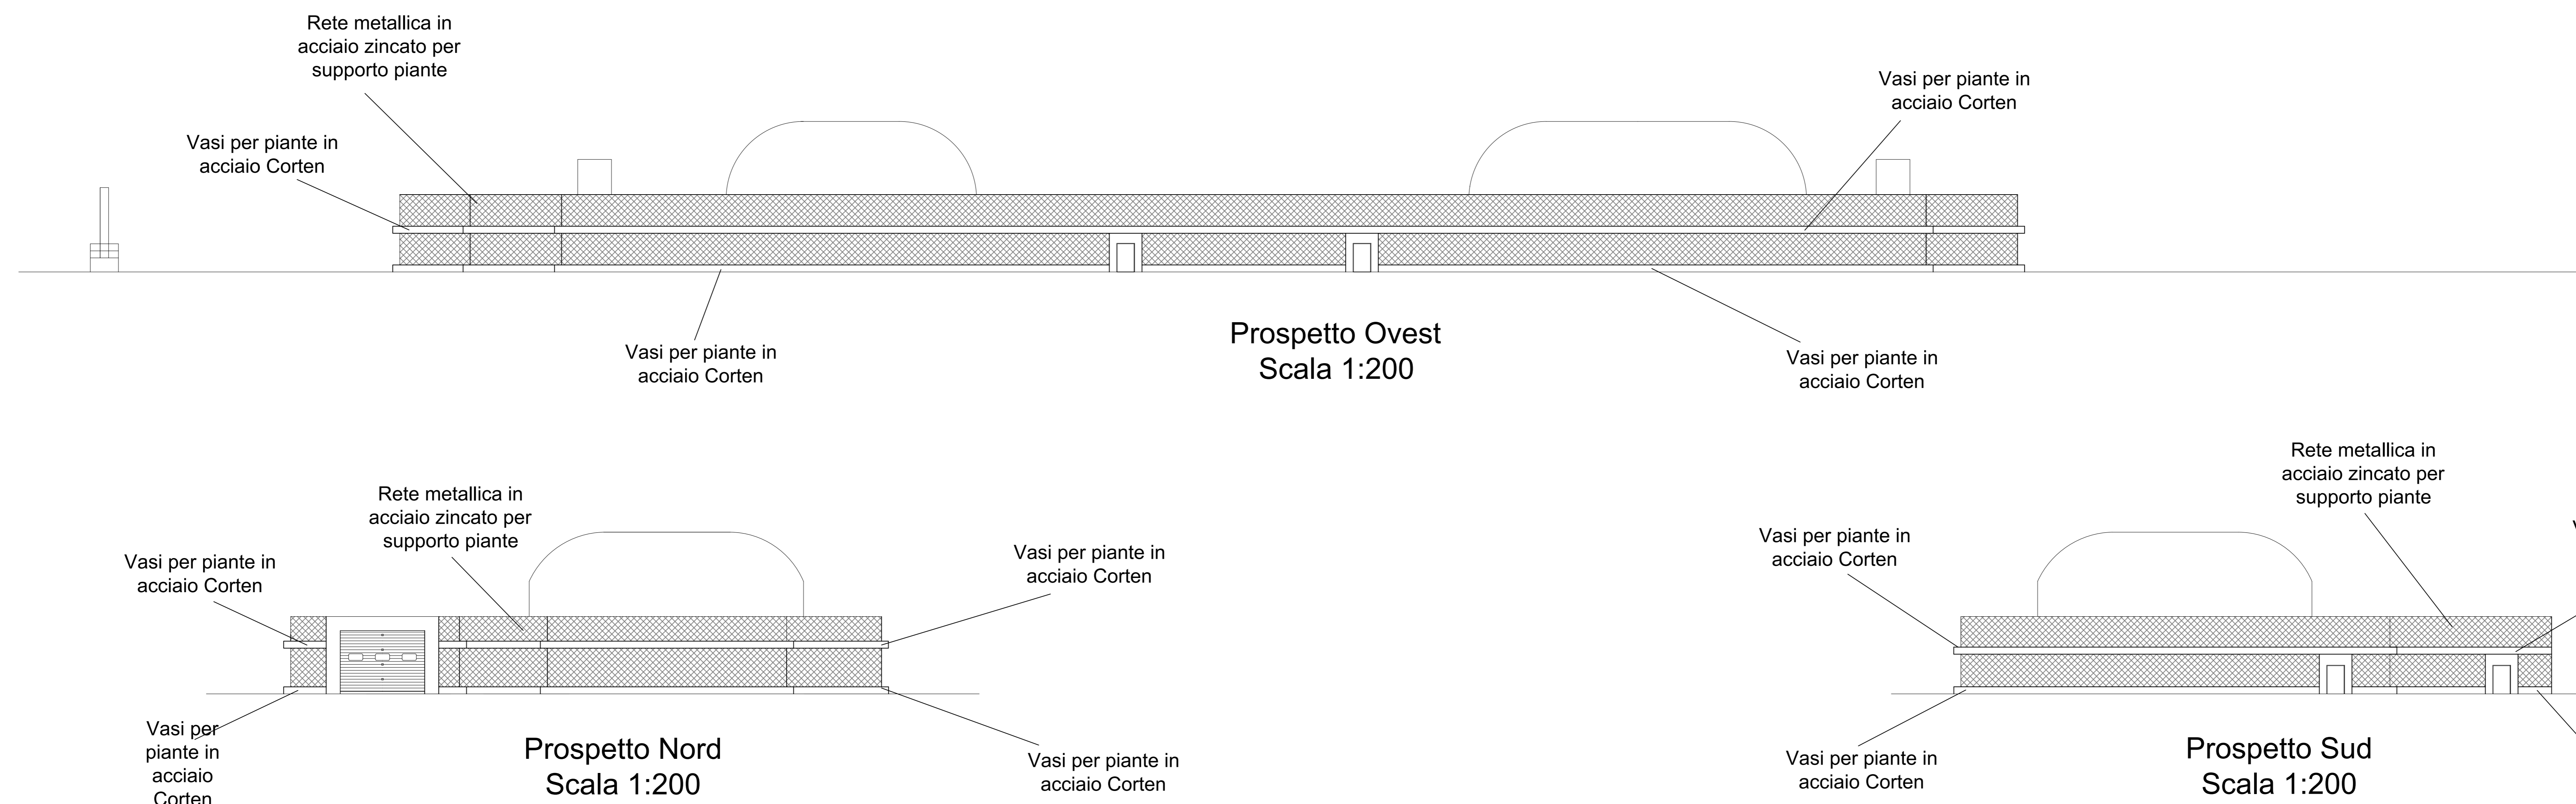 Rete metallica in
acciaio zincato per
supporto piante
Vasi per piante in
acciaio Corten
Vasi per piante in
acciaio Corten
Vasi per piante in
acciaio Corten
Prospetto Ovest
Scala 1:200
Vasi per piante in
acciaio Corten
Rete metallica in
acciaio zincato per
supporto piante
Vasi per piante in
acciaio Corten
Vasi per piante in
acciaio Corten
Vasi per
piante in
acciaio
Corten
Prospetto Nord
Scala 1:200
Vasi per piante in
acciaio Corten
Rete metallica in
acciaio zincato per
supporto piante
Vasi per piante in
acciaio Corten
Vasi per piante in
acciaio Corten
Prospetto Sud
Scala 1:200